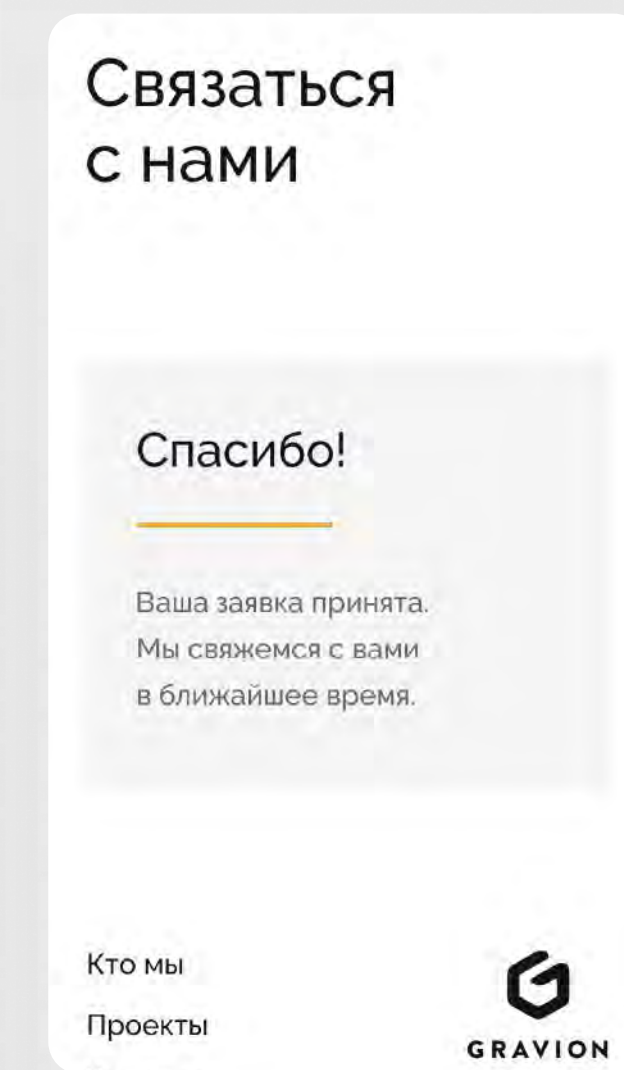 Связаться
с нами
Спасибо!
Ваша заявка принята.
Мы свяжемся с вами
в ближайшее время.
Кто мы
Проекты
GRAVION